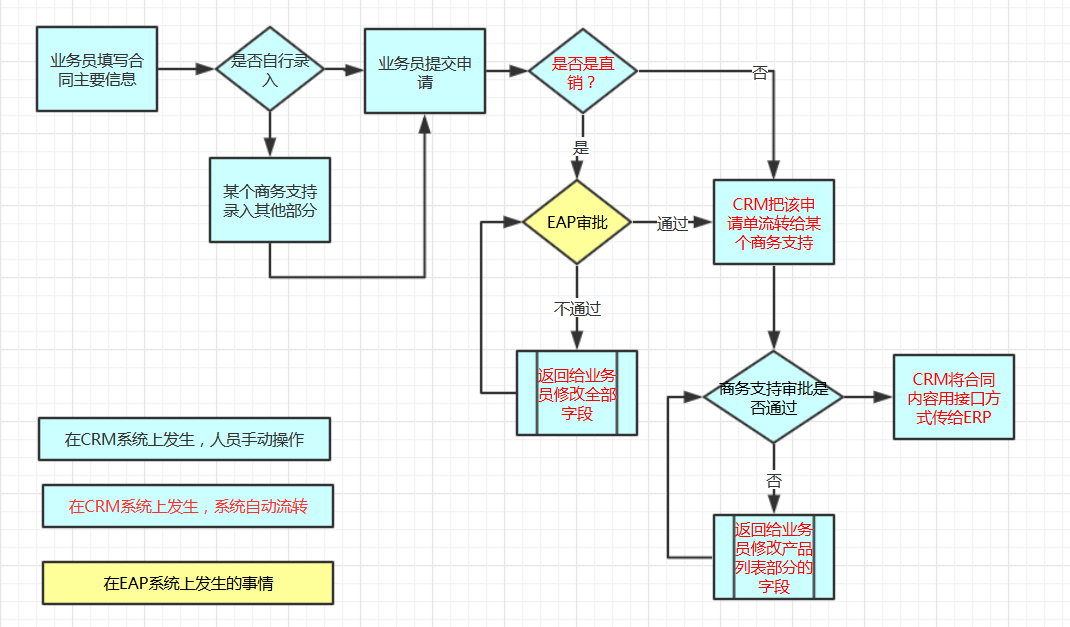 业务员填写合
同主要信息
是否自行录
入
业务员提交申
请
是否是直
销？
否
是
某个商务支持
录入其他部分
EAP审批
通过
CRM把该申
请单流转给某
个商务支持
不通过
返回给业务
员修改全部
字段
商务支持审批是
否通过
CRM将合同
内容用接口方
式传给ERP
否
返回给业务
员修改产品
列表部分的
字段
在CRM系统上发生，人员手动操作
在CRM系统上发生，系统自动流转
在EAP系统上发生的事情